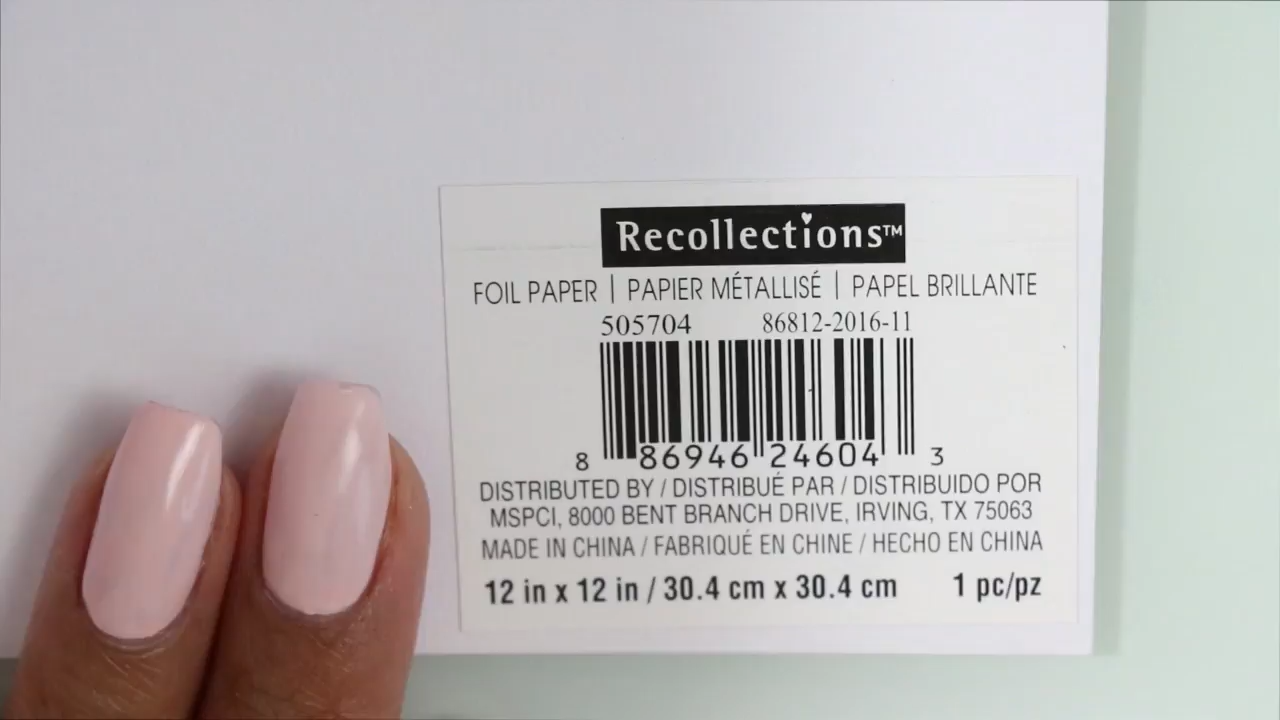 Recollections™
FOIL PAPER | PAPIER MÉTALLISÉ | PAPEL BRILLANTE
505704 86812-2016-11
8 86946 24604 3
DISTRIBUTED BY / DISTRIBUÉ PAR / DISTRIBUIDO POR
MSPCI, 8000 BENT BRANCH DRIVE, IRVING, TX 75063
MADE IN CHINA / FABRIQUÉ EN CHINE / HECHO EN CHINA
12 in x 12 in / 30.4 cm x 30.4 cm 1 pc/pz